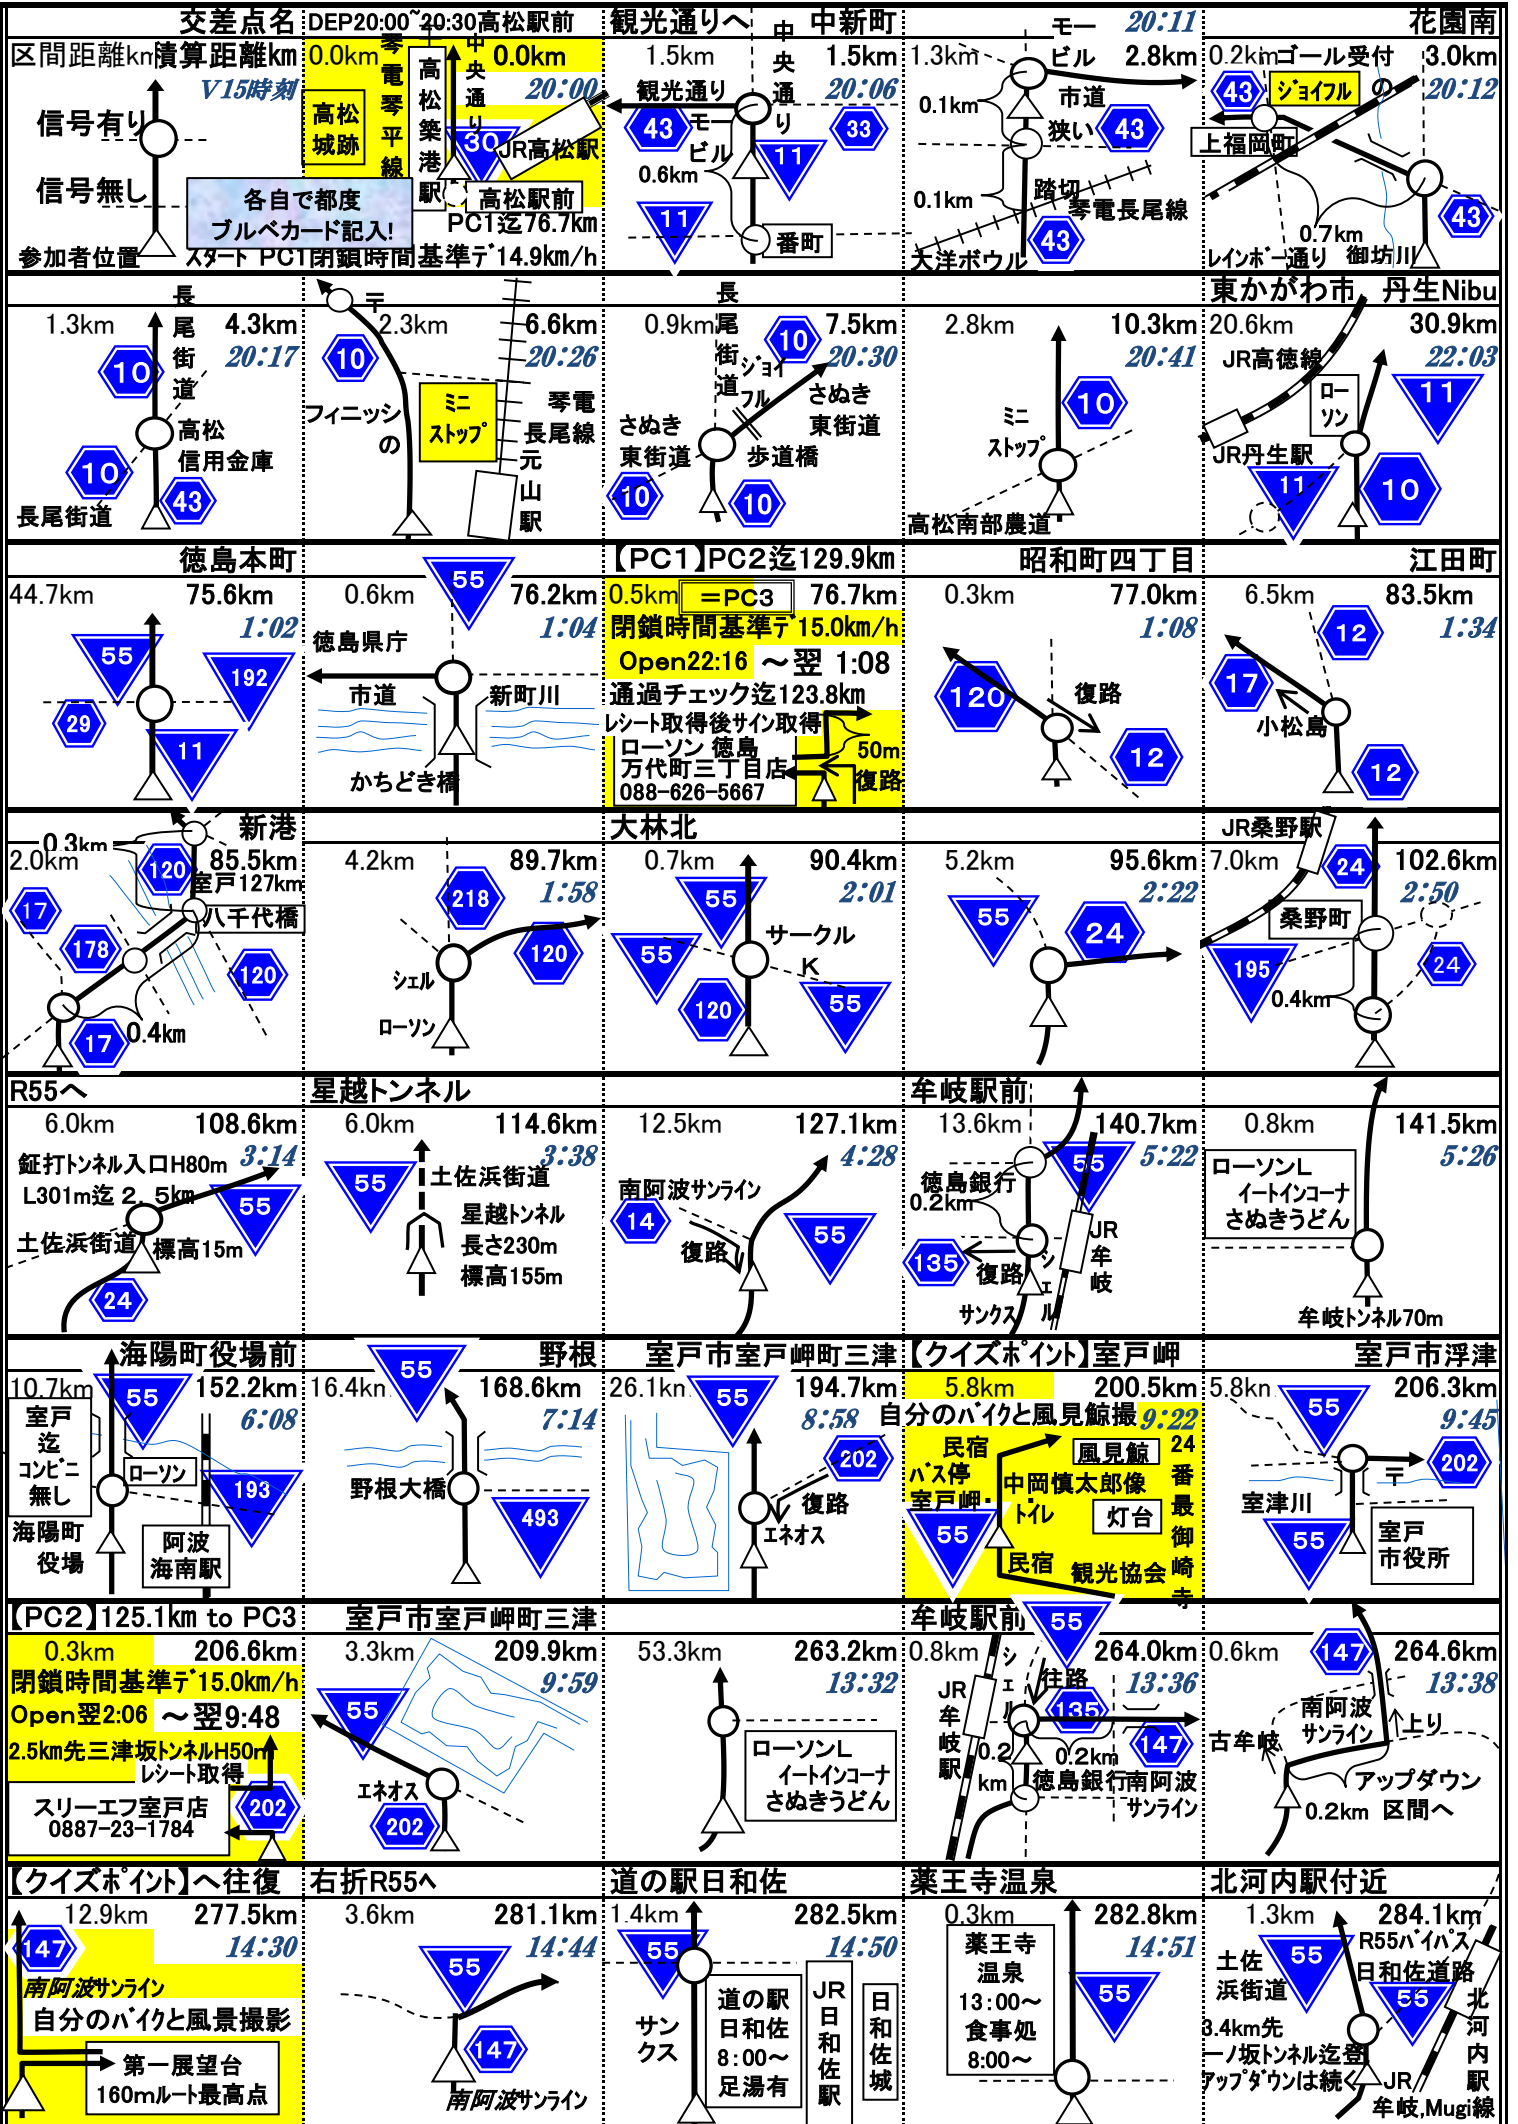 交差点名
区間距離km 積算距離km
V15時刻
信号有り
信号無し
参加者位置
各自で都度
ブルベカード記入!
DEP20:00~20:30高松駅前
0.0km 0.0km
20:00
琴電琴平線
高松築港駅
中央通り
高松
城跡
30
JR高松駅
高松駅前
PC1迄76.7km
スタート PC1閉鎖時間基準デ14.9km/h
観光通りへ 中新町
1.5km 1.5km
20:06
中央通り
観光通り
43
モー
ビル
33
11
0.6km
11
番町
20:11
モー
ビル
1.3km 2.8km
0.1km
市道
狭い
43
踏切
0.1km
琴電長尾線
43
大洋ボウル
花園南
0.2km ゴール受付 3.0km
の
20:12
43
ジョイフル
上福岡町
43
0.7km
レインボー通り 御坊川
長尾街道
1.3km 4.3km
20:17
10
高松
信用金庫
10
43
長尾街道
〒
2.3km 6.6km
20:26
10
フィニッシ
の
ミニ
ストップ
琴電
長尾線
元山駅
長尾街道
0.9km 7.5km
20:30
10
ジョイ
フル
さぬき
東街道
さぬき
東街道
歩道橋
10
10
2.8km 10.3km
20:41
10
ミニ
ストップ
高松南部農道
東かがわ市 丹生Nibu
20.6km 30.9km
22:03
JR高徳線
ロー
ソン
11
JR丹生駅
11
10
徳島本町
44.7km 75.6km
1:02
55
192
29
11
55
0.6km 76.2km
1:04
徳島県庁
市道
新町川
かちどき橋
【PC1】PC2迄129.9km
0.5km =PC3 76.7km
閉鎖時間基準デ15.0km/h
Open22:16 ～翌 1:08
通過チェック迄123.8km
レシート取得後サイン取得
ローソン 徳島
万代町三丁目店
088-626-5667
50m
復路
昭和町四丁目
0.3km 77.0km
1:08
120
復路
12
江田町
6.5km 83.5km
1:34
12
17
小松島
12
新港
0.3km
2.0km 85.5km
120
室戸127km
17
八千代橋
178
120
17
0.4km
4.2km 89.7km
1:58
218
120
シェル
ローソン
大林北
0.7km 90.4km
2:01
55
55
サークル
K
120
55
5.2km 95.6km
2:22
55
24
JR桑野駅
7.0km 102.6km
24
2:50
桑野町
195
24
0.4km
R55へ
6.0km 108.6km
3:14
鉦打トンネル入口H80m
L301m迄 2. 5km
55
土佐浜街道
標高15m
24
星越トンネル
6.0km 114.6km
3:38
55
土佐浜街道
星越トンネル
長さ230m
標高155m
12.5km 127.1km
4:28
南阿波サンライン
14
復路
55
牟岐駅前
13.6km 140.7km
5:22
55
徳島銀行
0.2km
JR牟岐
135
復路
シェル
サンクス
0.8km 141.5km
5:26
ローソンL
イートインコーナ
さぬきうどん
牟岐トンネル70m
海陽町役場前
10.7km 152.2km
6:08
55
室戸
迄
コンビニ
無し
ローソン
193
海陽町
役場
阿波
海南駅
野根
16.4km 168.6km
7:14
55
野根大橋
493
室戸市室戸岬町三津
26.1km 194.7km
8:58
55
202
復路
エネオス
【クイズポイント】室戸岬
5.8km 200.5km
自分のバイクと風見鯨撮 9:22
民宿
風見鯨
バス停
室戸岬・
中岡慎太郎像
トイレ
灯台
55
民宿
観光協会
24番最御崎寺
室戸市浮津
5.8km 206.3km
9:45
55
202
〒
室津川
55
室戸
市役所
【PC2】125.1km to PC3
0.3km 206.6km
閉鎖時間基準デ15.0km/h
Open翌2:06 ～翌9:48
2.5km先三津坂トンネルH50m
レシート取得
スリーエフ室戸店
0887-23-1784
202
室戸市室戸岬町三津
3.3km 209.9km
9:59
55
エネオス
202
53.3km 263.2km
13:32
ローソンL
イートインコーナ
さぬきうどん
牟岐駅前
55
0.8km 264.0km
13:36
シェル
往路
JR牟岐駅
135
147
0.2
km
0.2km
徳島銀行
南阿波
サンライン
0.6km 264.6km
147
13:38
南阿波
サンライン
上り
古牟岐
アップダウン
区間へ
0.2km
【クイズポイント】へ往復
12.9km 277.5km
147
14:30
南阿波サンライン
自分のバイクと風景撮影
第一展望台
160mルート最高点
右折R55へ
3.6km 281.1km
14:44
55
147
南阿波サンライン
道の駅日和佐
1.4km 282.5km
14:50
55
サンクス
道の駅
日和佐
8:00～
足湯有
JR日和佐駅
日和佐城
薬王寺温泉
0.3km 282.8km
14:51
薬王寺
温泉
13:00～
食事処
8:00～
55
北河内駅付近
1.3km 284.1km
R55バイパス
日和佐道路
55
土佐
浜街道
55
3.4km先
一ノ坂トンネル迄登
アップダウンは続く
北河内駅
JR
牟岐,Mugi線